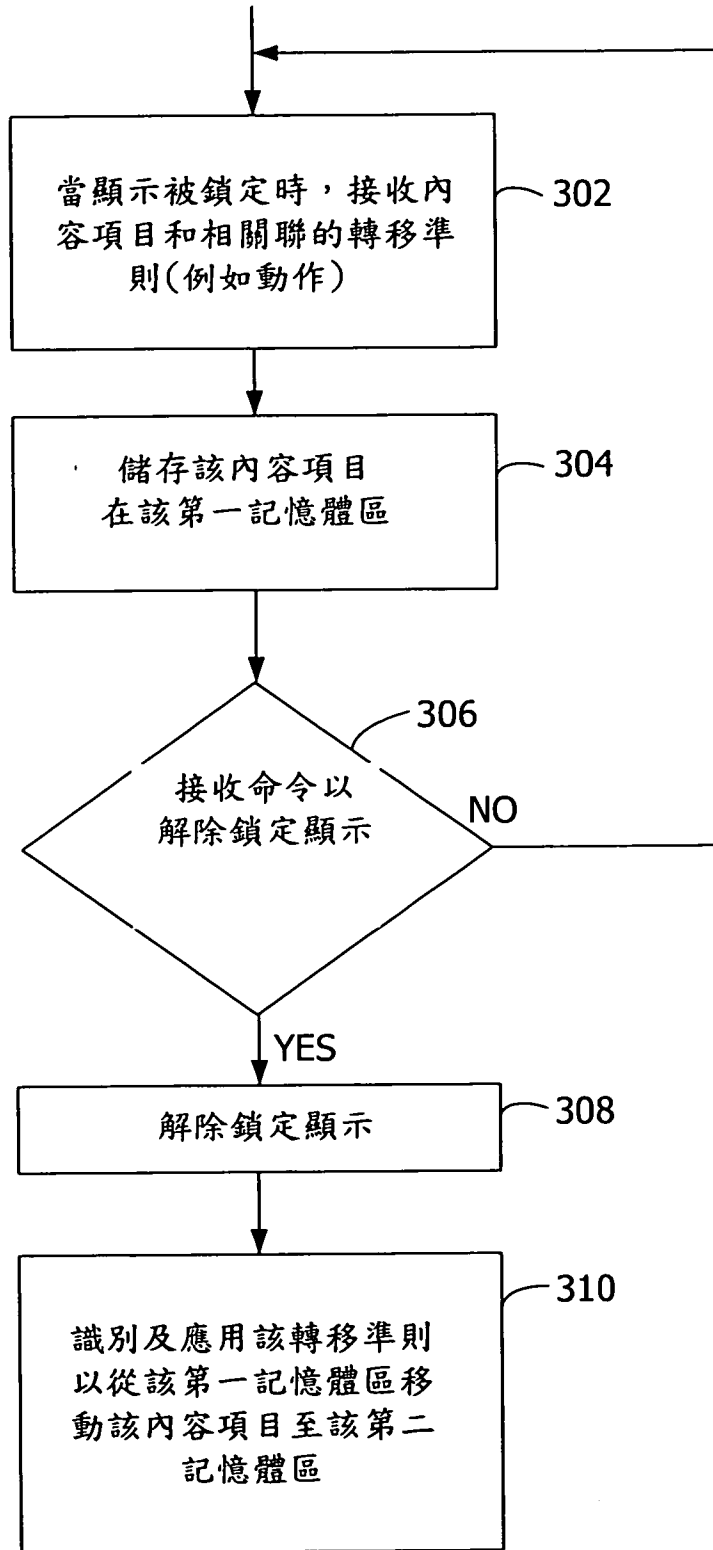 當顯示被鎖定時，接收內
容項目和相關聯的轉移準
則(例如動作)
302
儲存該內容項目
在該第一記憶體區
304
306
接收命令以
解除鎖定顯示
NO
YES
解除鎖定顯示
308
識別及應用該轉移準則
以從該第一記憶體區移
動該內容項目至該第二
記憶體區
310